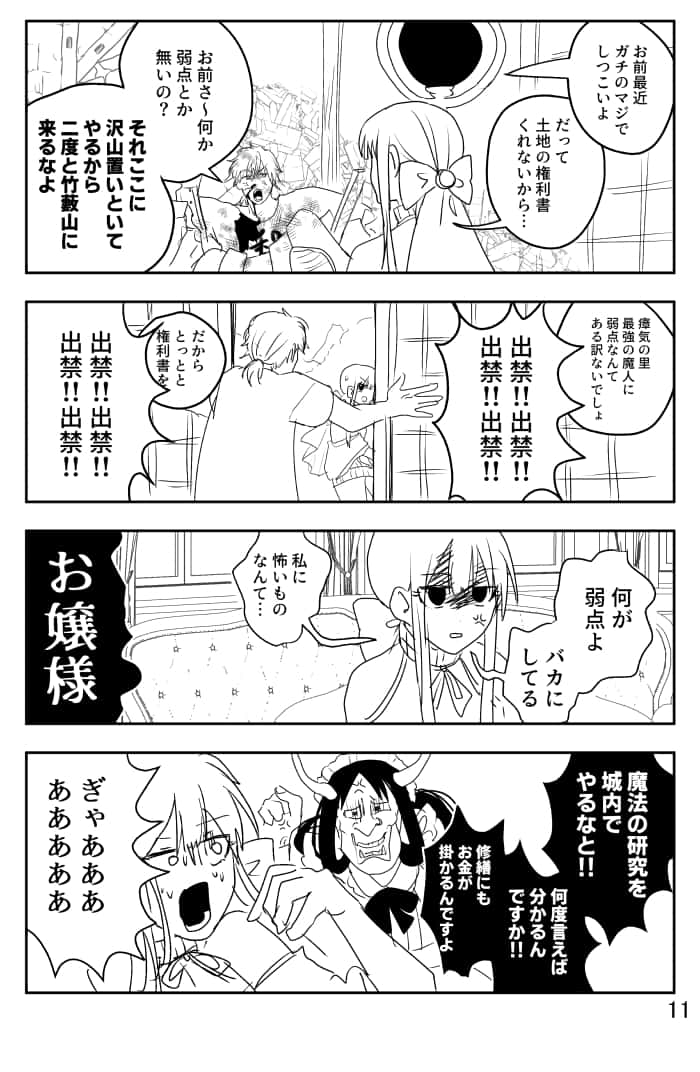 お前最近
ガチのマジで
しつこいよ
だって
土地の権利書
くれないから…
お前さ～何か
弱点とか
無いの？
それここに
沢山置いといて
やるから
二度と竹藪山に
来るなよ
瘴気の里
最強の魔人に
弱点なんて
ある訳ないでしょ
出禁!!出禁!!
出禁!!出禁!!
だから
とっとと
権利書を
出禁!!出禁!!
出禁!!出禁!!
何が
弱点よ
バカに
してる
私に
怖いもの
なんて…
お嬢様
魔法の研究を
城内で
やるなと!!
何度言えば
分かるん
ですか!!
修繕にも
お金が
掛かるんですよ
ぎゃあああ
ああああああ
11